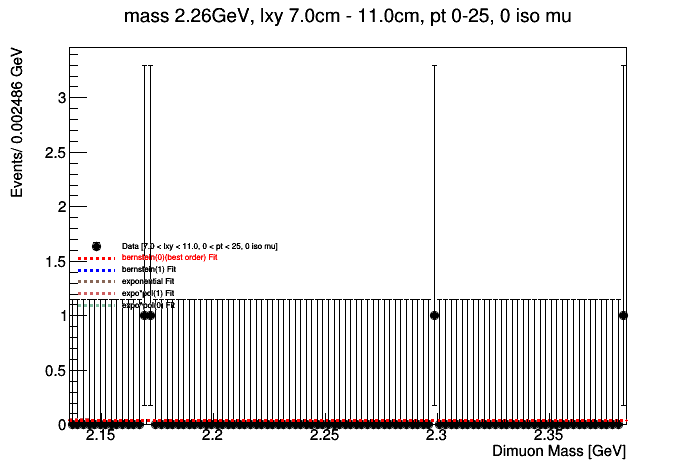 mass 2.26GeV, lxy 7.0cm - 11.0cm, pt 0-25, 0 iso mu
Events/ 0.002486 GeV
3
2.5
2
1.5
1
0.5
0
Data [7.0 < lxy < 11.0, 0 < pt < 25, 0 iso mu]
bernstein(0)(best order) Fit
bernstein(1) Fit
exponential Fit
expo*pol(1) Fit
expo*pol(0) Fit
2.15 2.2 2.25 2.3 2.35
Dimuon Mass [GeV]